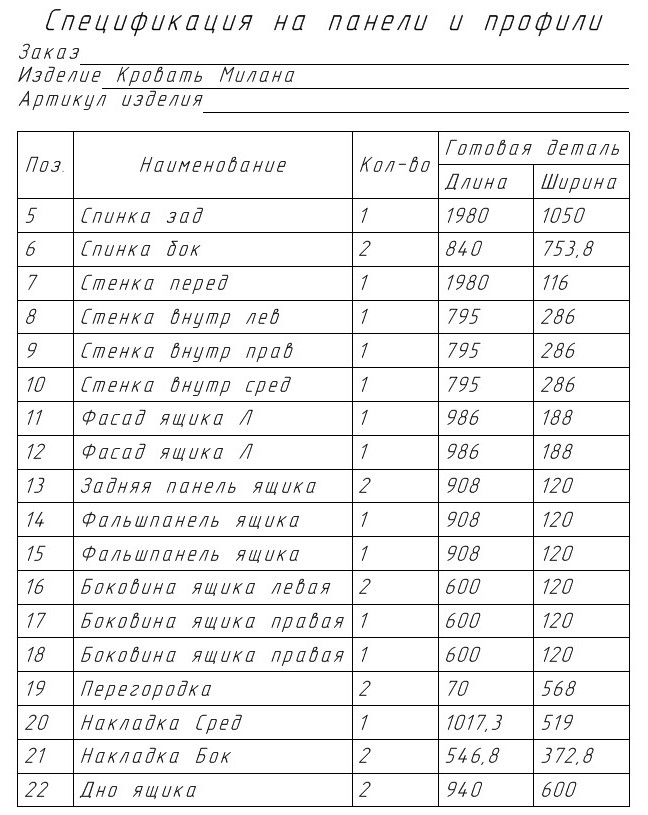 Спецификация на панели и профили
Заказ
Изделие Кровать Милана
Артикул изделия
Поз. Наименование Кол-во Готовая деталь
Длина Ширина
5 Спинка зад 1 1980 1050
6 Спинка бок 2 840 753,8
7 Стенка перед 1 1980 116
8 Стенка внутр лев 1 795 286
9 Стенка внутр прав 1 795 286
10 Стенка внутр сред 1 795 286
11 Фасад ящика Л 1 986 188
12 Фасад ящика Л 1 986 188
13 Задняя панель ящика 2 908 120
14 Фальшпанель ящика 1 908 120
15 Фальшпанель ящика 1 908 120
16 Боковина ящика левая 2 600 120
17 Боковина ящика правая 1 600 120
18 Боковина ящика правая 1 600 120
19 Перегородка 2 70 568
20 Накладка Сред 1 1017,3 519
21 Накладка Бок 2 546,8 372,8
22 Дно ящика 2 940 600